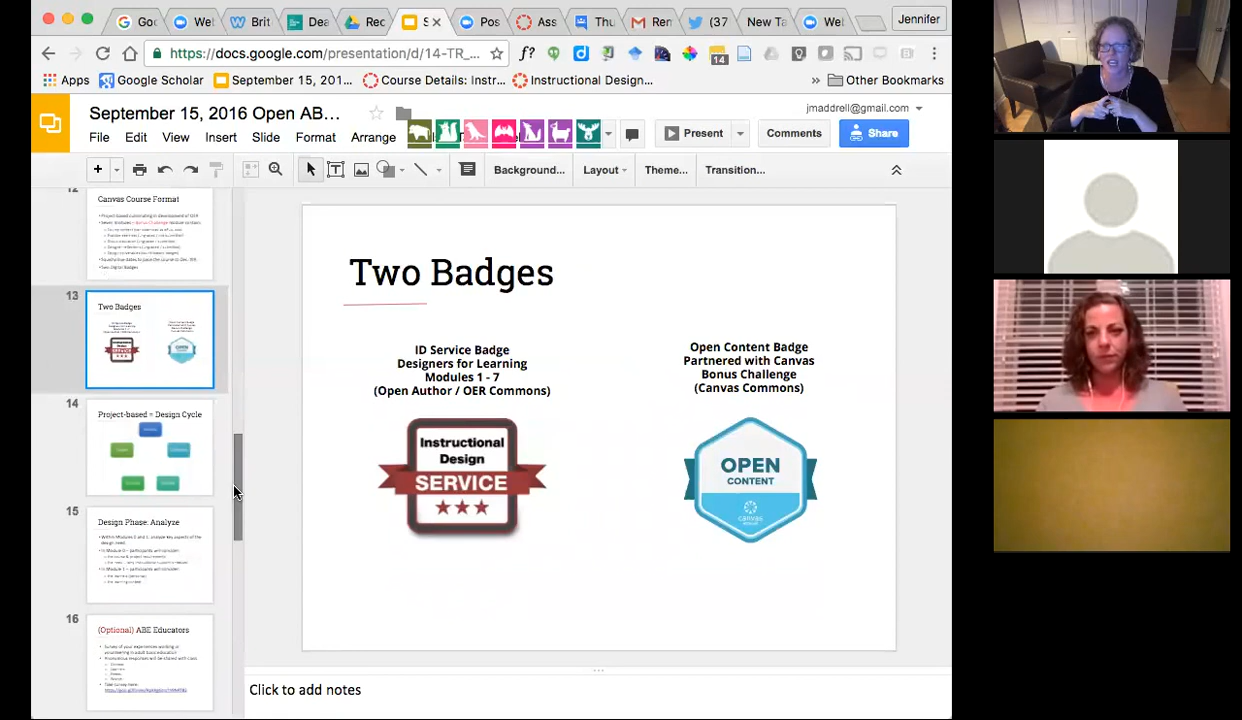 Go
Wel
Brit
Dea
Rec
S
Pos
Ass
Thu
Ren
(37
New Ta
Wel
Jennifer
https://docs.google.com/presentation/d/14-TR_...
f?
14
Apps
Google Scholar
September 15, 201...
Course Details: Instr...
Instructional Design...
»
Other Bookmarks
September 15, 2016 Open AB...
jmaddrell@gmail.com
File Edit View Insert Slide Format Arrange
Present
Comments
Share
Background...
Layout
Theme...
Transition...
12
Canvas Course Format
13
Two Badges
14
Project-based = Design Cycle
15
Design Phase: Analyze
16
(Optional) ABE Educators
Two Badges
ID Service Badge
Designers for Learning
Modules 1 - 7
(Open Author / OER Commons)
Instructional
Design
SERVICE
Open Content Badge
Partnered with Canvas
Bonus Challenge
(Canvas Commons)
OPEN
CONTENT
canvas
Click to add notes